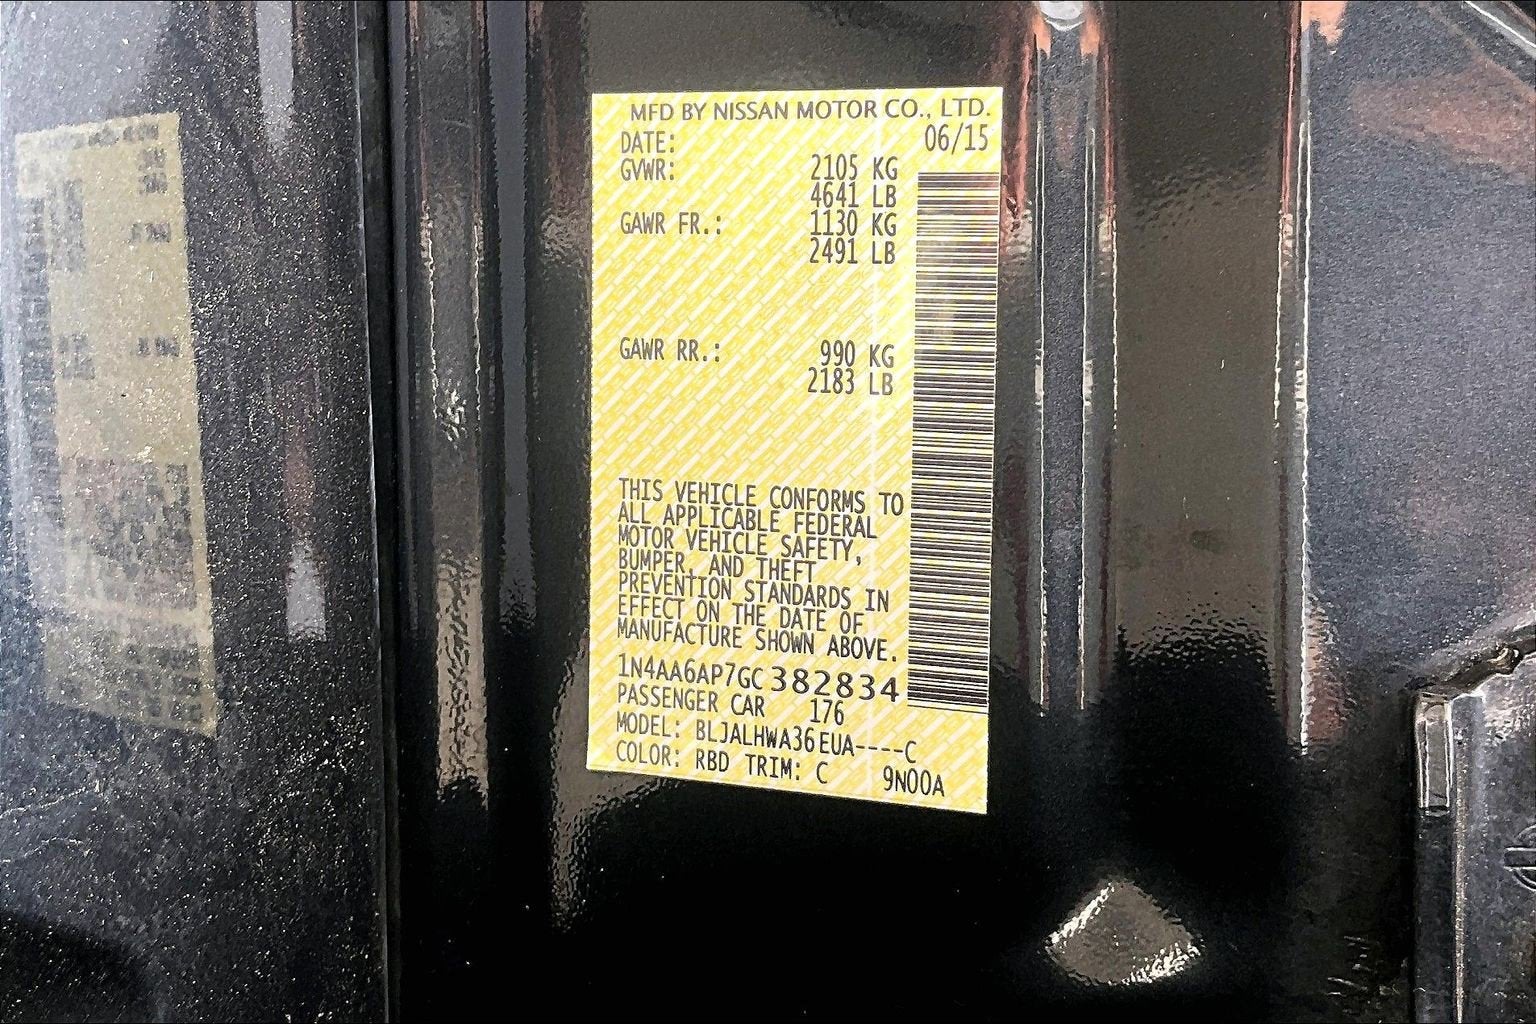 MFD BY NISSAN MOTOR CO., LTD.
DATE: 06/15
GVWR: 2105 KG
4641 LB
GAWR FR.: 1130 KG
2491 LB
GAWR RR.: 990 KG
2183 LB
THIS VEHICLE CONFORMS TO
ALL APPLICABLE FEDERAL
MOTOR VEHICLE SAFETY,
BUMPER, AND THEFT
PREVENTION STANDARDS IN
EFFECT ON THE DATE OF
MANUFACTURE SHOWN ABOVE.
1N4AA6AP7GC382834
PASSENGER CAR 176
MODEL: BLJALHWA36EUA----C
COLOR: RBD TRIM: C 9N00A